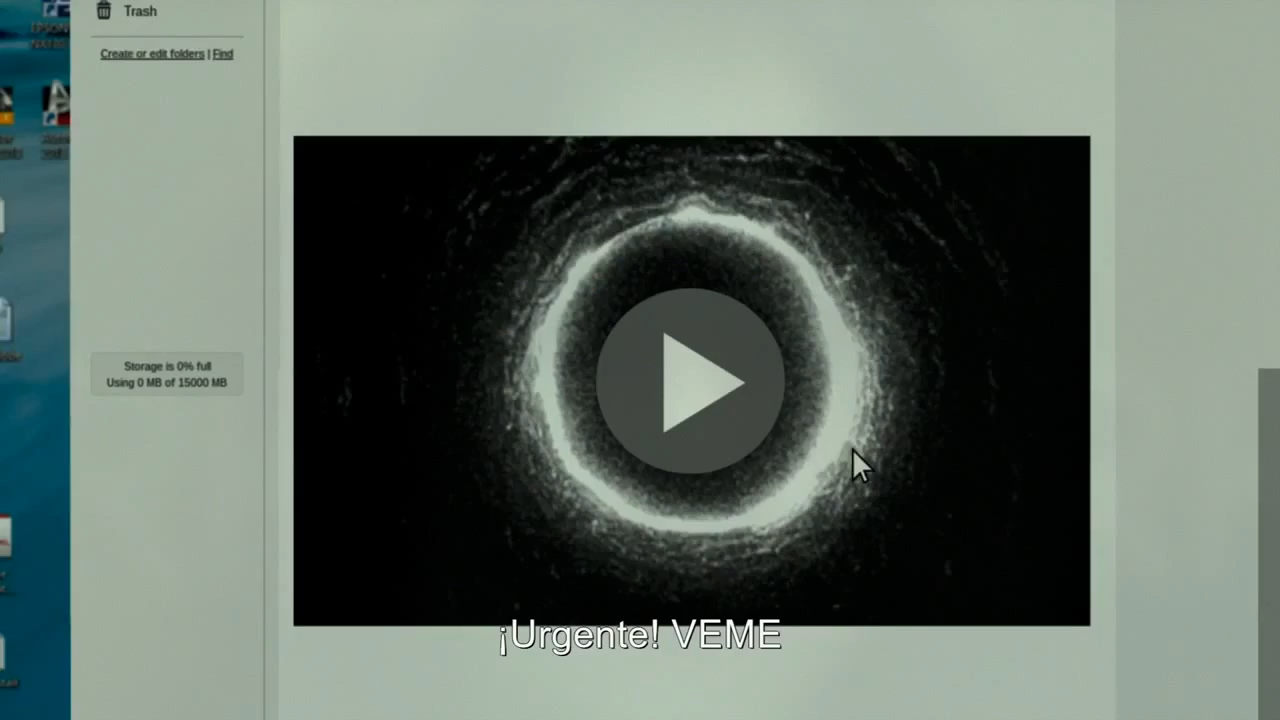 Trash
Create or edit folders | Find
Storage is 0% full
Using 0 MB of 15000 MB
¡Urgente! VEME